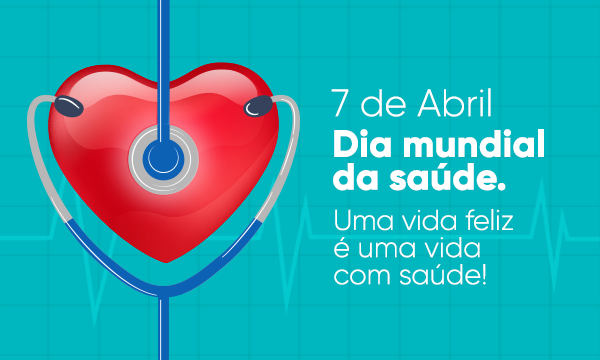 7 de Abril
Dia mundial
da saúde.
Uma vida feliz
é uma vida
com saúde!